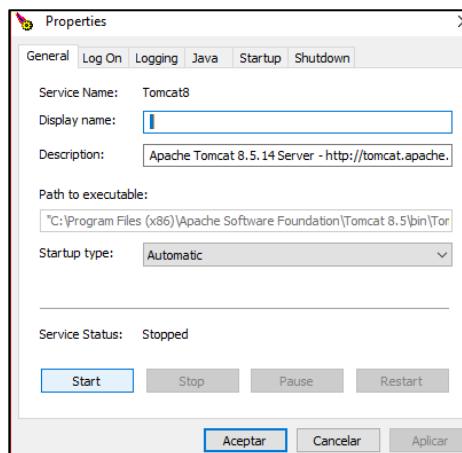 Properties
General Log On Logging Java Startup Shutdown
Service Name: Tomcat8
Display name:
Description: Apache Tomcat 8.5.14 Server - http://tomcat.apache.
Path to executable:
"C:\Program Files (x86)\Apache Software Foundation\Tomcat 8.5\bin\Tor
Startup type: Automatic
Service Status: Stopped
Start Stop Pause Restart
Aceptar Cancelar Aplicar